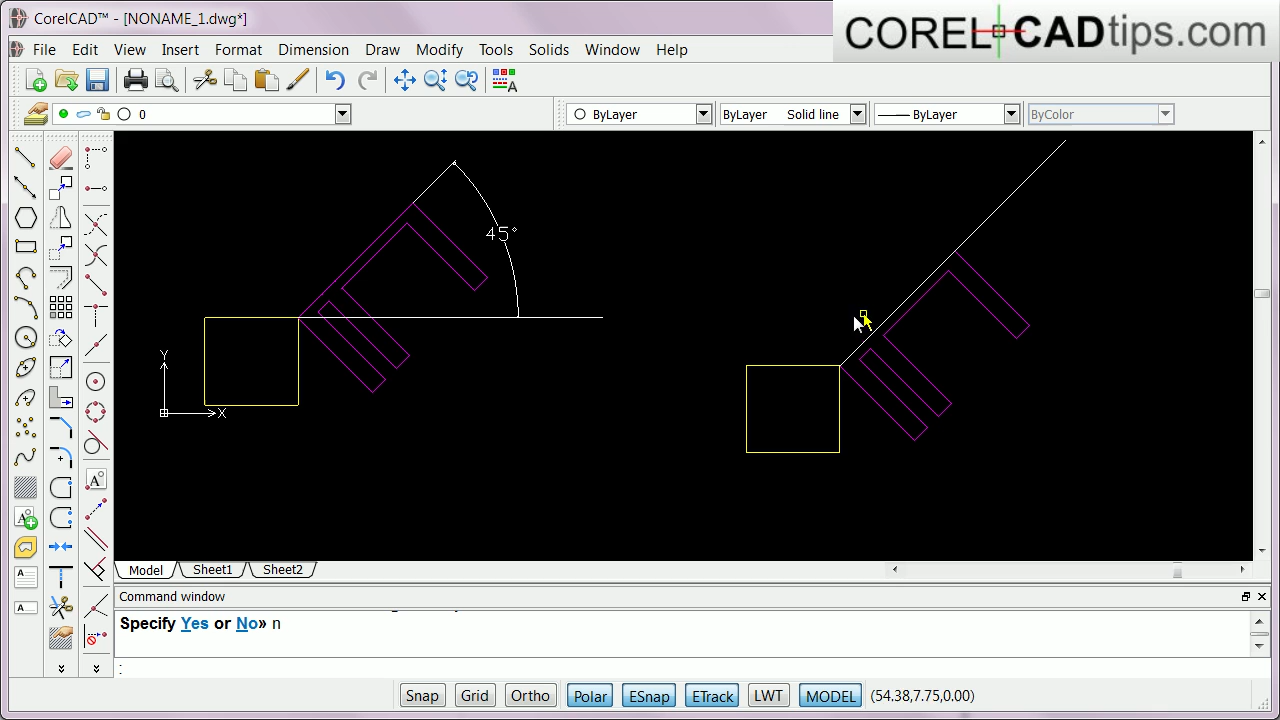 CorelCAD™ - [NONAME_1.dwg*]
CORELCADtips.com
File Edit View Insert Format Dimension Draw Modify Tools Solids Window Help
0 ByLayer ByLayer Solid line ByLayer ByColor
45°
Y
X
Model Sheet1 Sheet2
Command window
Specify Yes or No» n
:
Snap Grid Ortho Polar ESnap ETrack LWT MODEL (54.38,7.75,0.00)